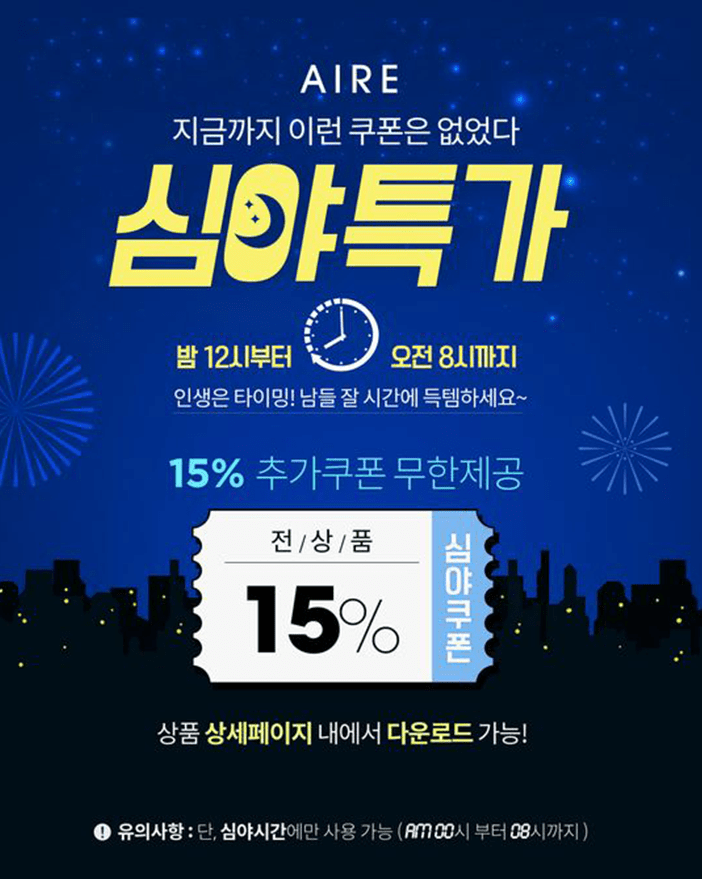 AIRE
지금까지 이런 쿠폰은 없었다
심야특가
밤 12시부터 오전 8시까지
인생은 타이밍! 남들 잘 시간에 득템하세요~
15% 추가쿠폰 무한제공
전/상/품
15%
심야쿠폰
상품 상세페이지 내에서 다운로드 가능!
! 유의사항 : 단, 심야시간에만 사용 가능 ( AM 00시 부터 08시까지 )